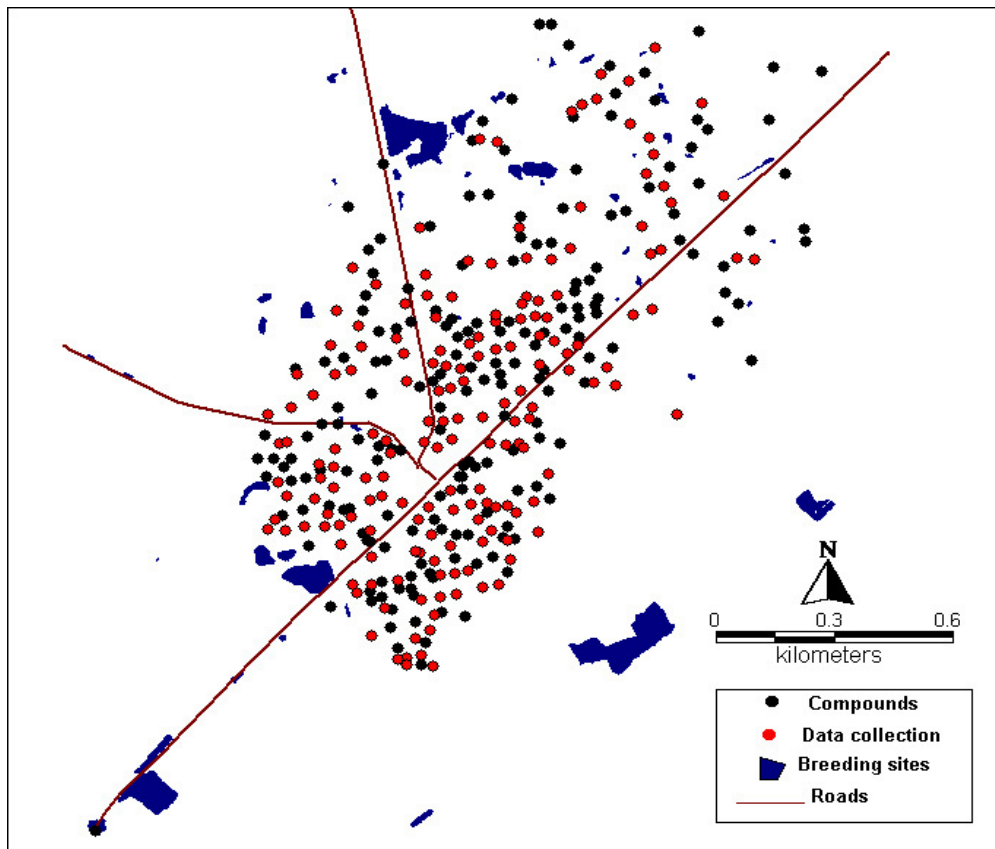 N
0 0.3 0.6
kilometers
Compounds
Data collection
Breeding sites
Roads